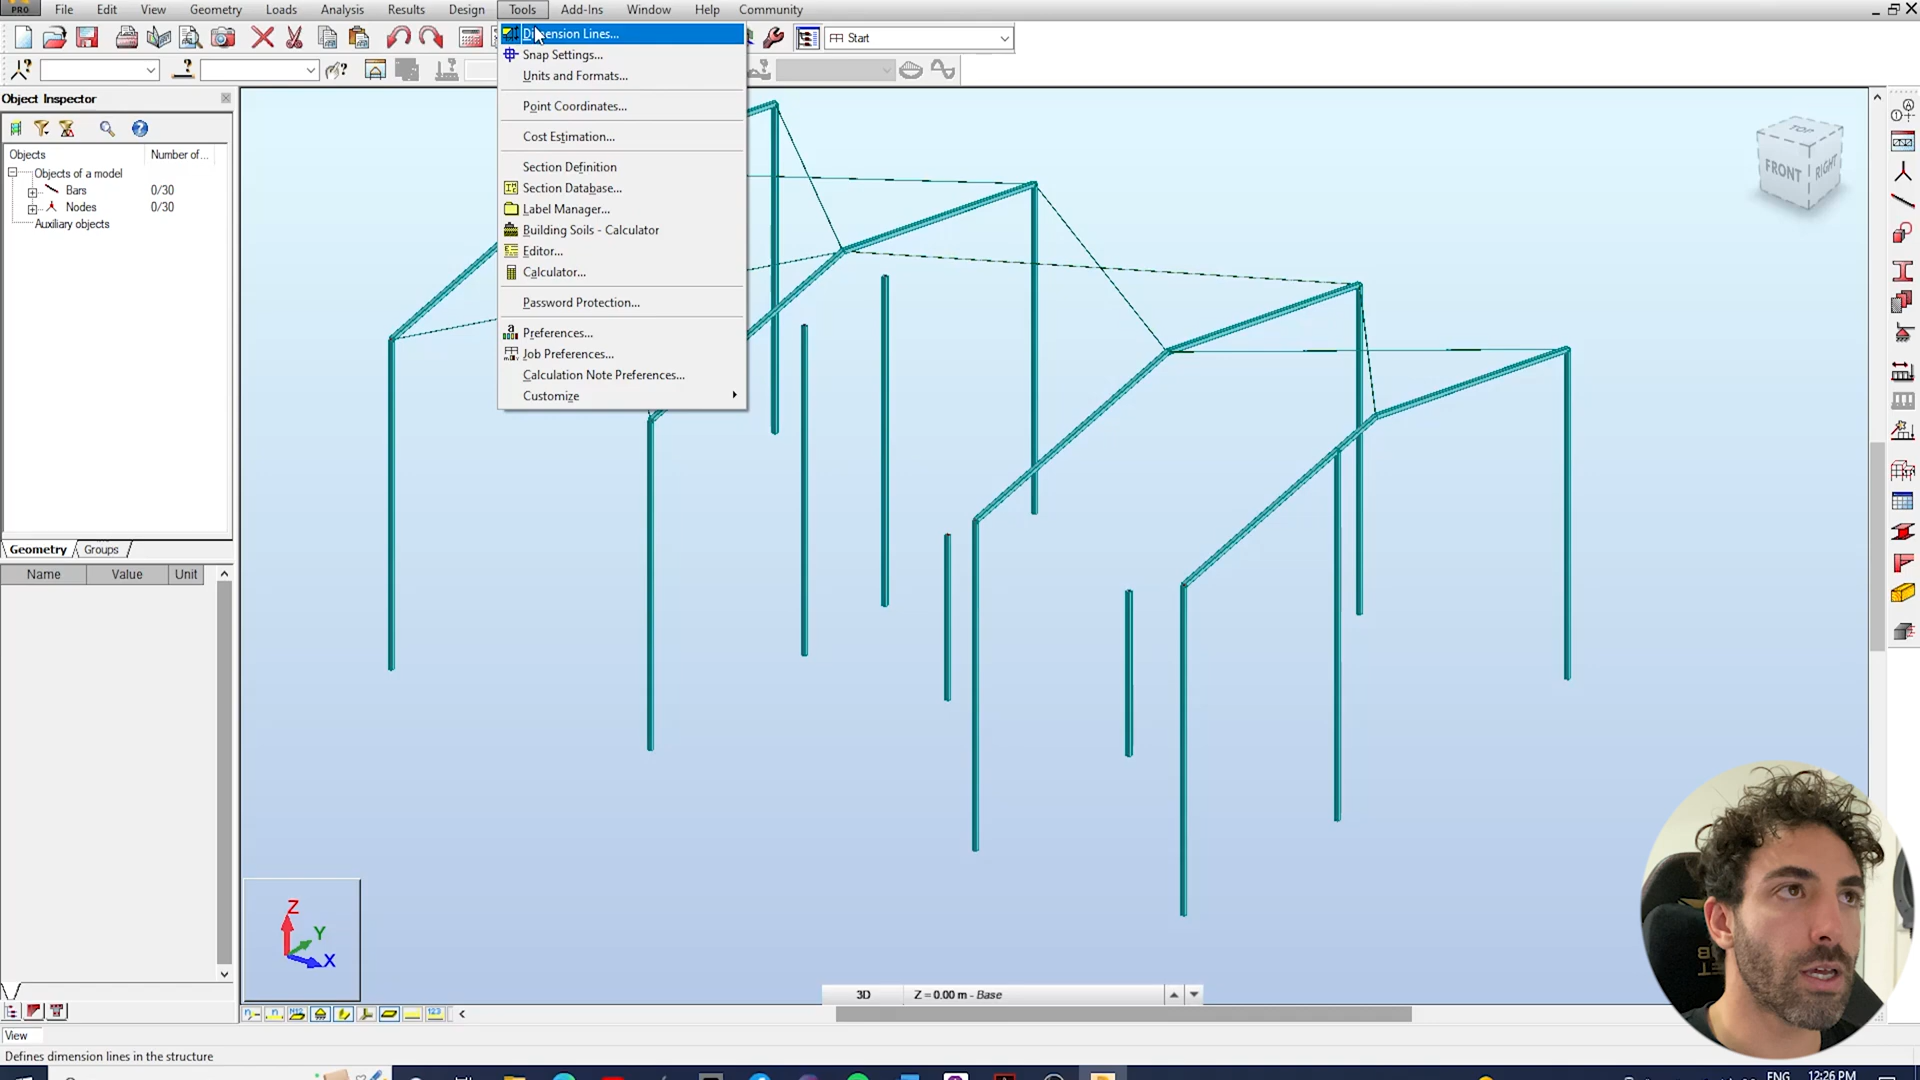 PRO
File Edit View Geometry Loads Analysis Results Design Tools Add-Ins Window Help Community
Start
Dimension Lines...
Snap Settings...
Units and Formats...
Point Coordinates...
Cost Estimation...
Section Definition
Section Database...
Label Manager...
Building Soils - Calculator
Editor...
Calculator...
Password Protection...
Preferences...
Job Preferences...
Calculation Note Preferences...
Customize
Object Inspector
Objects Number of...
Objects of a model
Bars 0/30
Nodes 0/30
Auxiliary objects
Geometry Groups
Name Value Unit
TOP
FRONT
RIGHT
Z
Y
X
3D Z = 0.00 m - Base
View
Defines dimension lines in the structure
ENG 12:26 PM